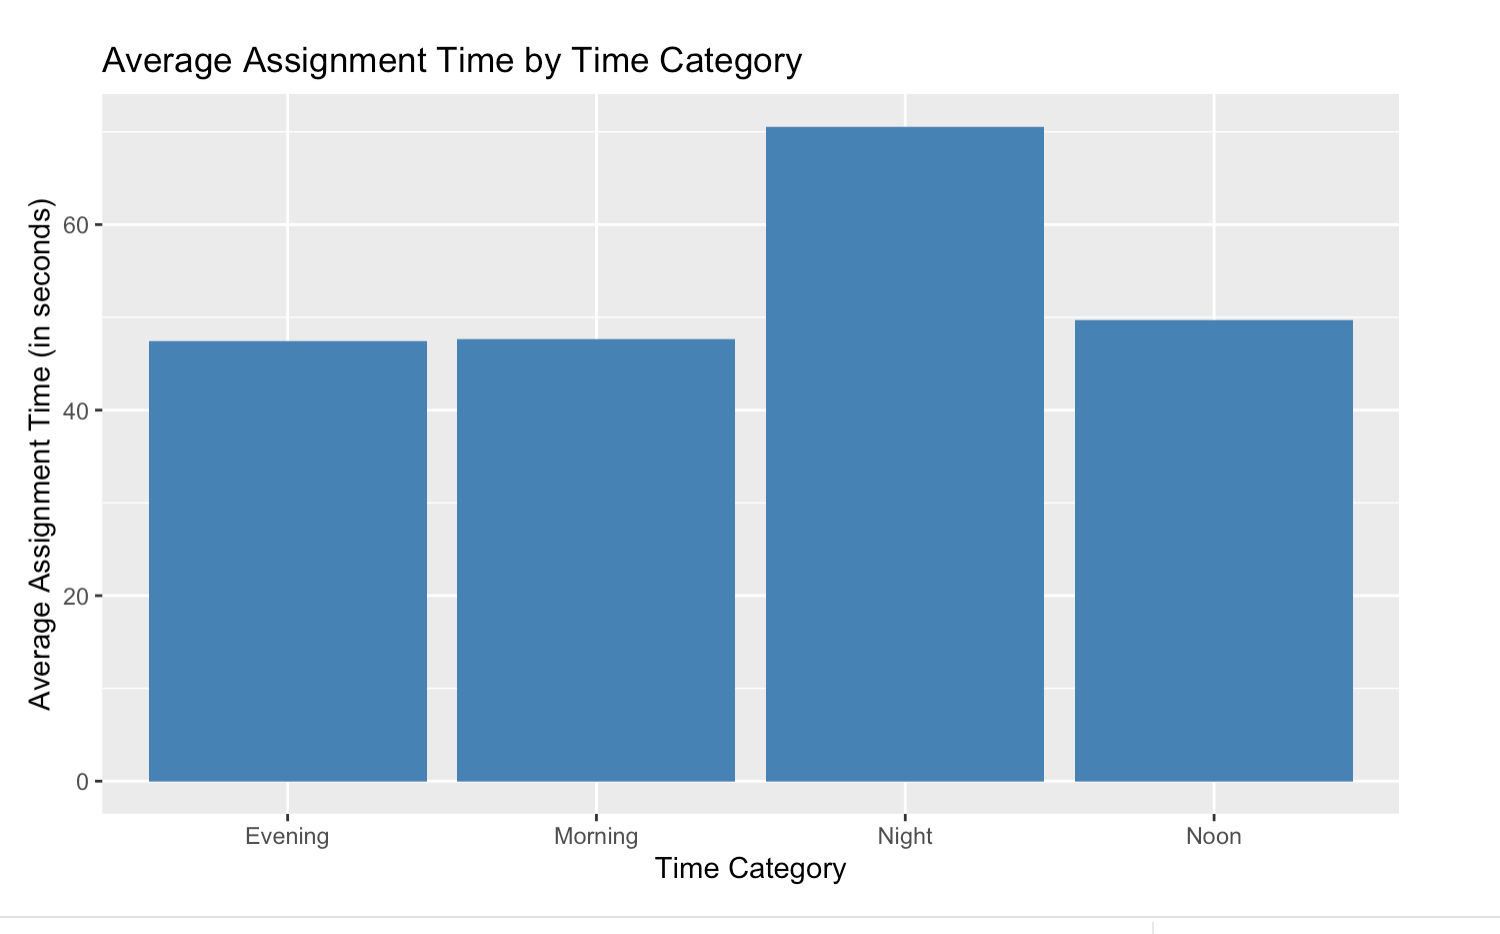 Average Assignment Time by Time Category
Average Assignment Time (in seconds)
60
40
20
0
Evening Morning Night Noon
Time Category